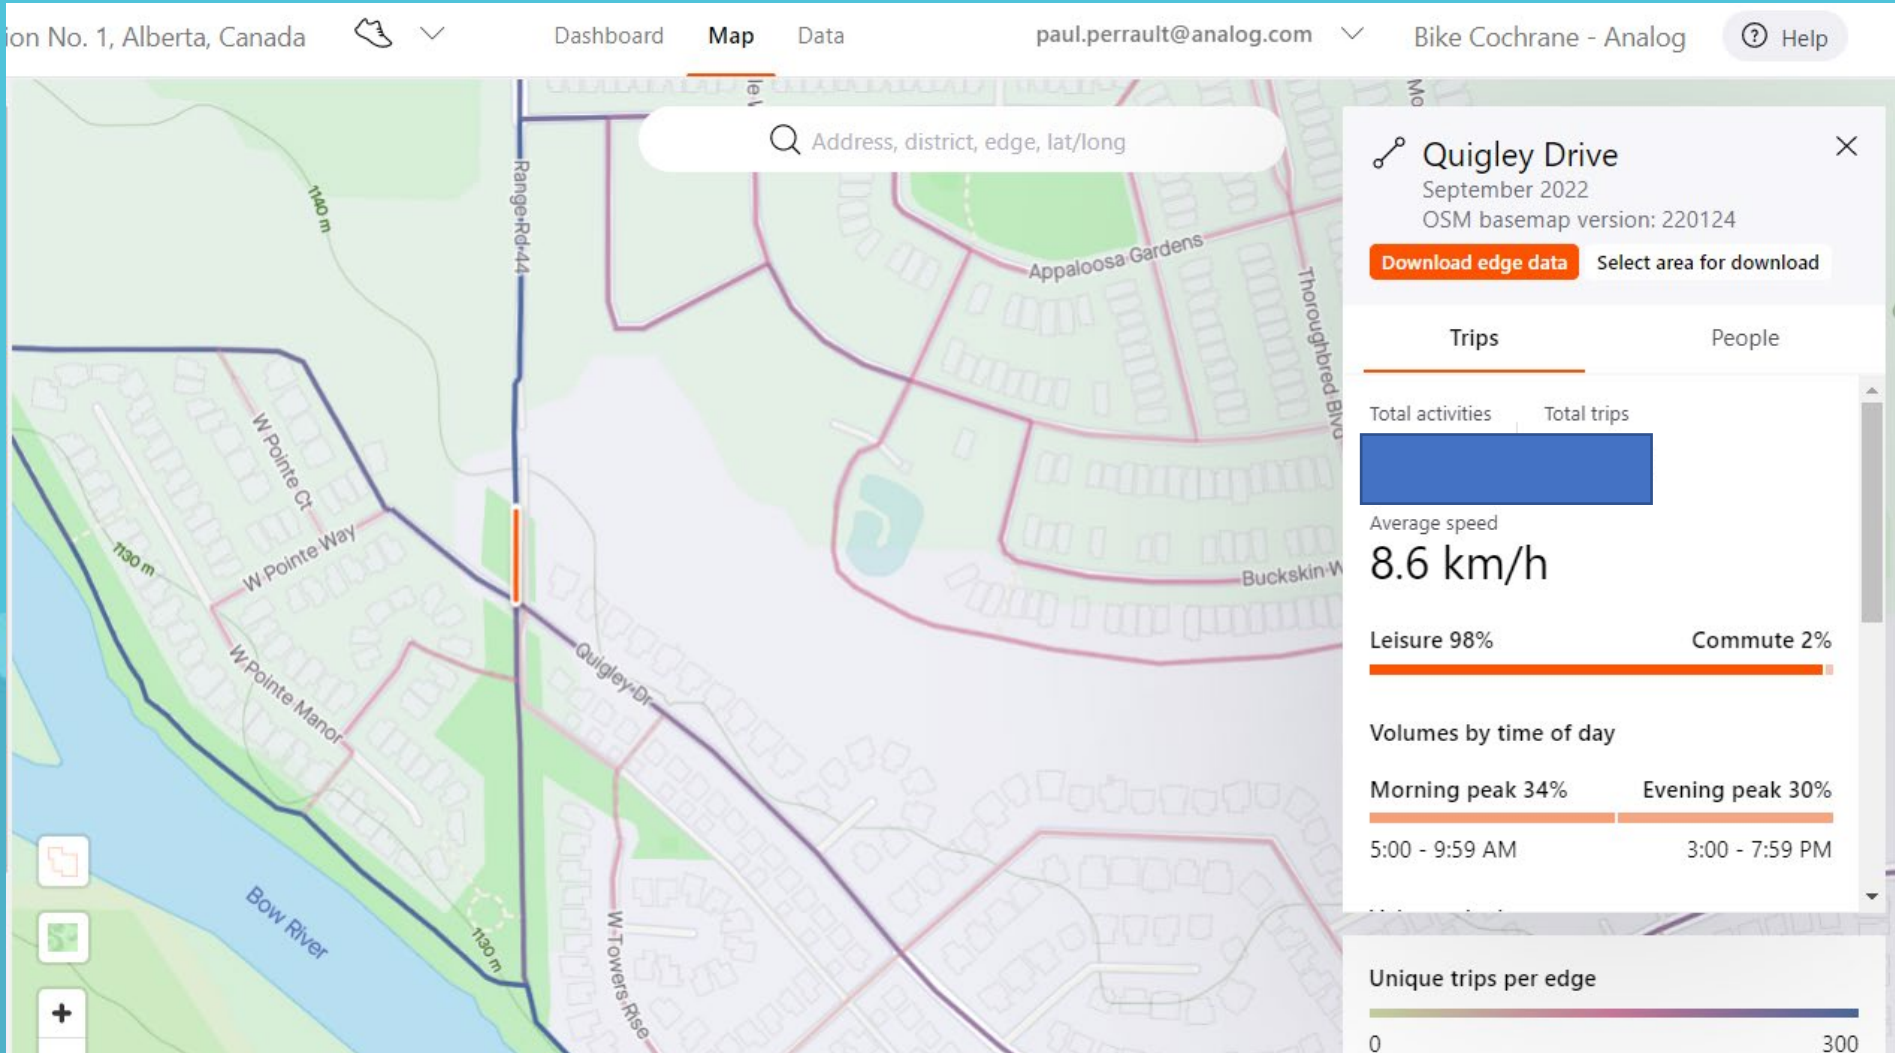 ion No. 1, Alberta, Canada
Dashboard
Map
Data
paul.perrault@analog.com
Bike Cochrane - Analog
Help
Address, district, edge, lat/long
Range Rd 44
1140 m
Appaloosa Gardens
Thoroughbred Blvd
W Pointe Ct
W Pointe Way
1130 m
Buckskin W
W Pointe Manor
Quigley Dr
Bow River
1130 m
W Towers Rise
+
Quigley Drive
September 2022
OSM basemap version: 220124
Download edge data
Select area for download
Trips
People
Total activities
Total trips
Average speed
8.6 km/h
Leisure 98%
Commute 2%
Volumes by time of day
Morning peak 34%
Evening peak 30%
5:00 - 9:59 AM
3:00 - 7:59 PM
Unique trips per edge
0
300